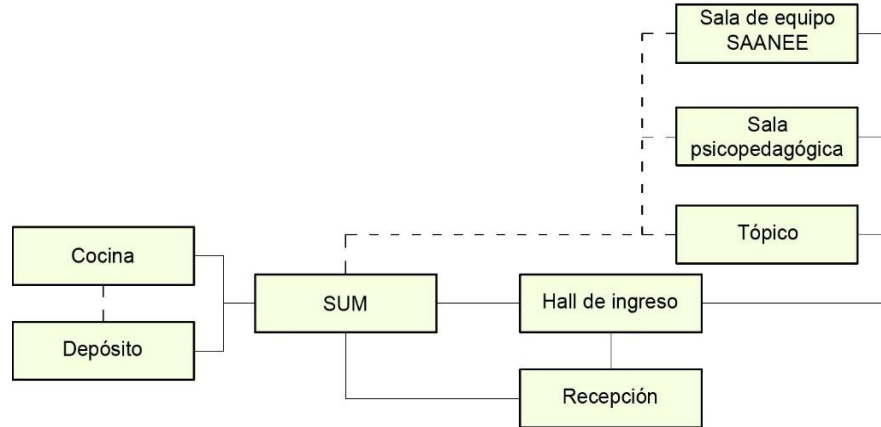 Sala de equipo
SAANEE
Sala
psicopedagógica
Tópico
Cocina
SUM
Hall de ingreso
Depósito
Recepción